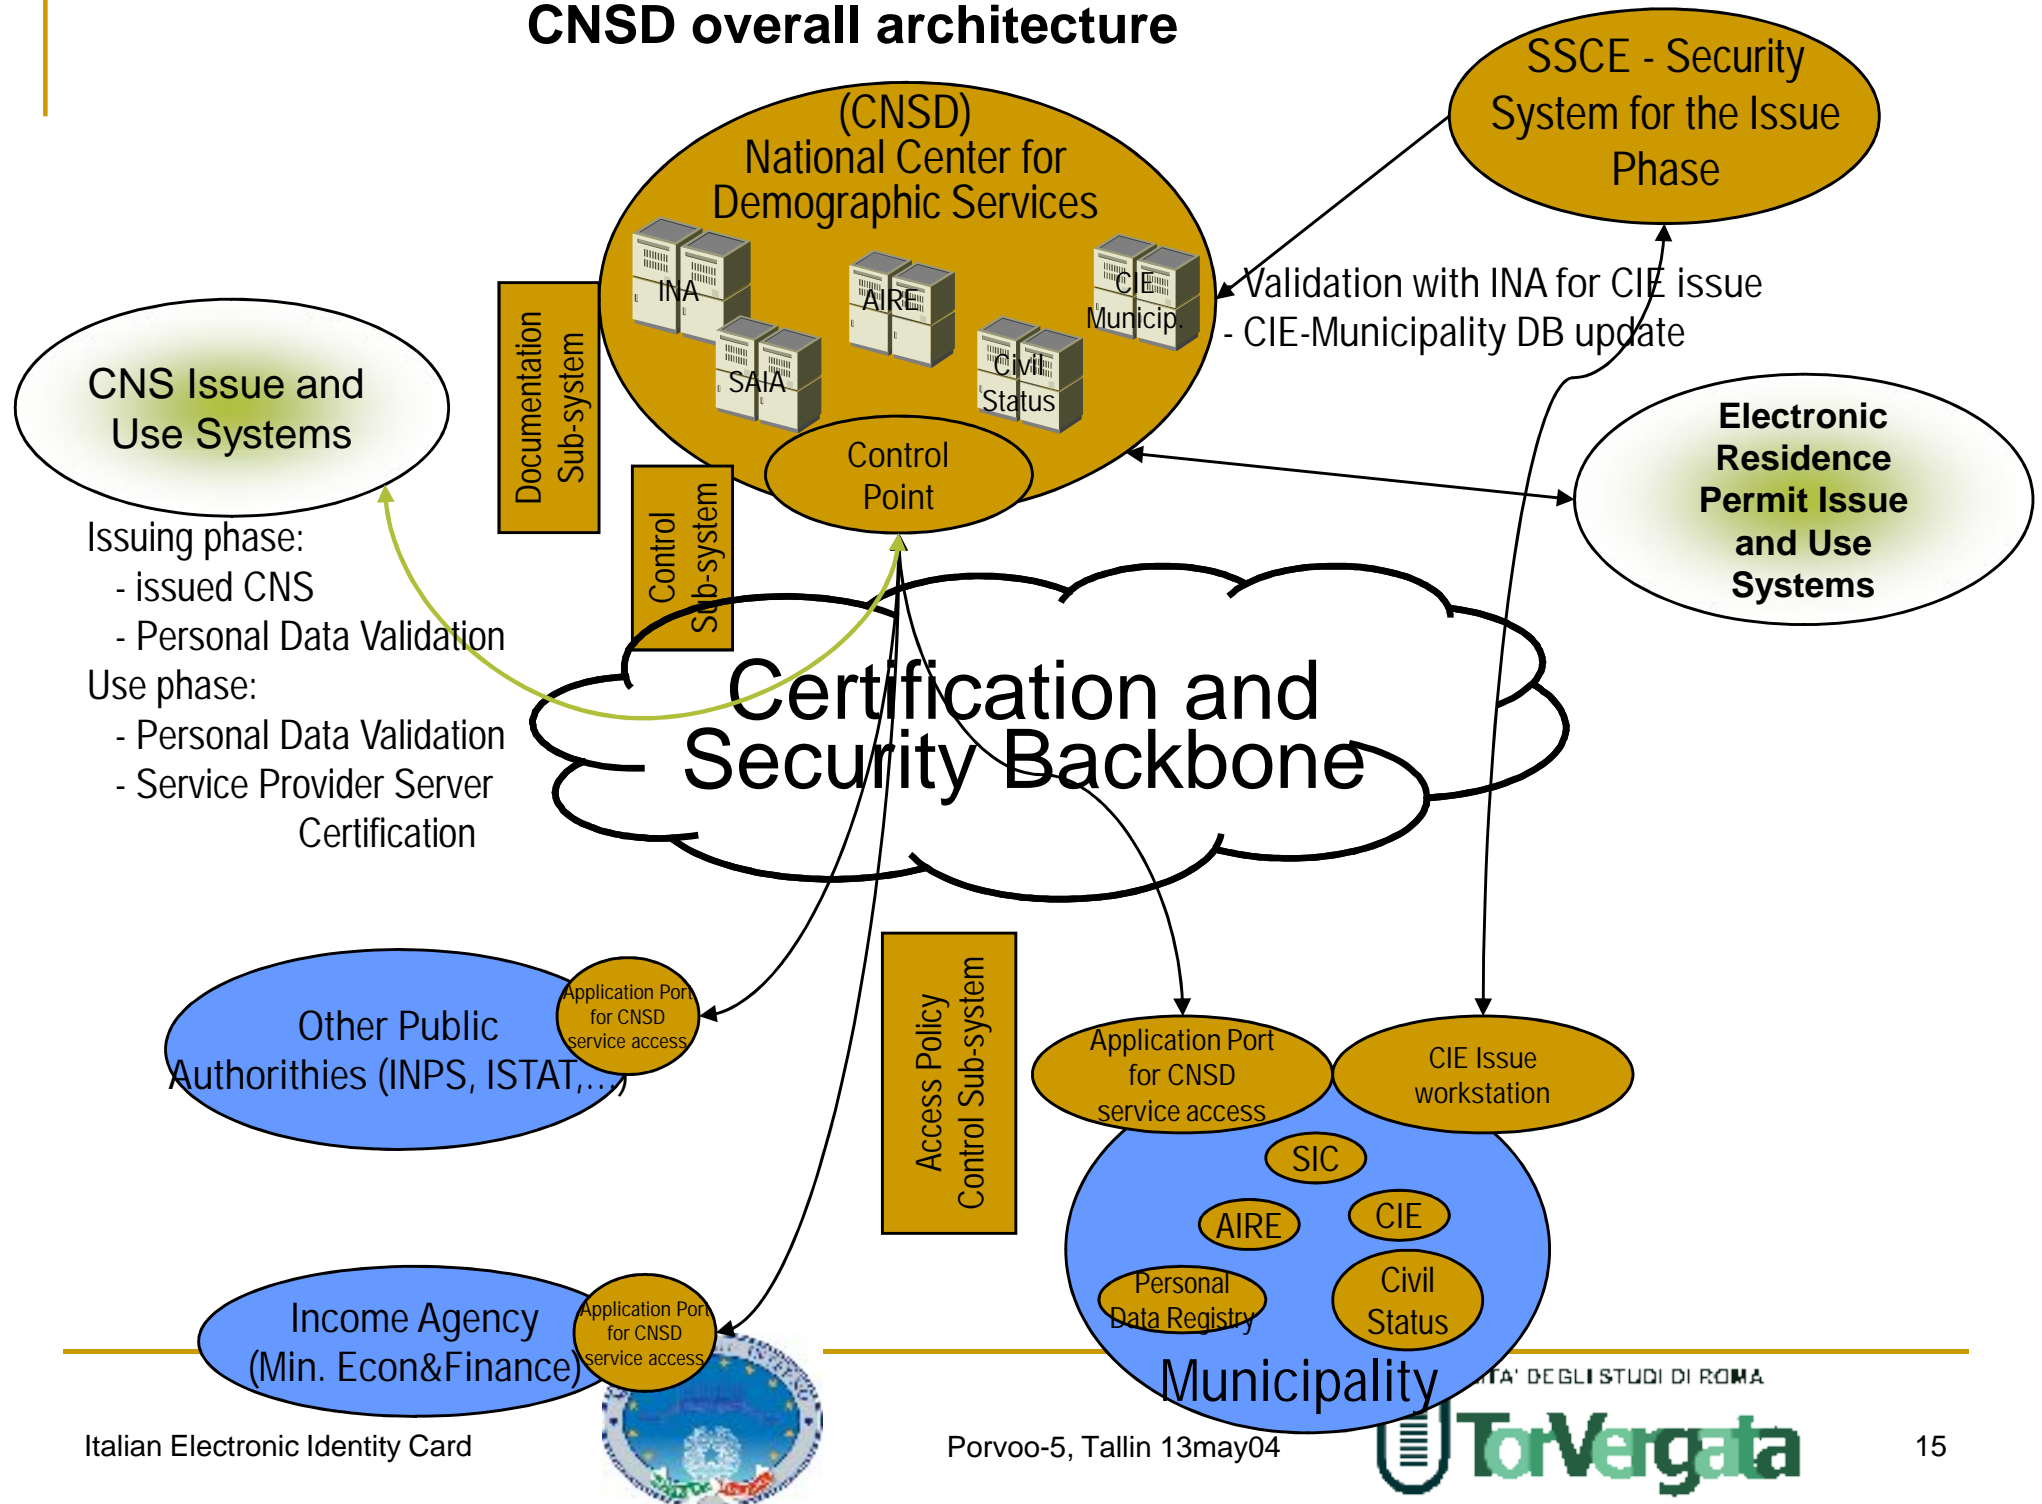 CNSD overall architecture
SSCE - Security
System for the Issue
Phase
(CNSD)
National Center for
Demographic Services
INA
AIRE
CIE
Municip.
SAIA
Civil
Status
Control
Point
Documentation
Sub-system
Control
Sub-system
- Validation with INA for CIE issue
- CIE-Municipality DB update
CNS Issue and
Use Systems
Electronic
Residence
Permit Issue
and Use
Systems
Issuing phase:
- issued CNS
- Personal Data Validation
Use phase:
- Personal Data Validation
- Service Provider Server
Certification
Certification and
Security Backbone
Other Public
Authorithies (INPS, ISTAT,…)
Application Port
for CNSD
service access
Access Policy
Control Sub-system
Application Port
for CNSD
service access
CIE Issue
workstation
SIC
AIRE
CIE
Personal
Data Registry
Civil
Status
Municipality
Income Agency
(Min. Econ&Finance)
Application Port
for CNSD
service access
TA' DEGLI STUDI DI ROMA
TorVergata
Italian Electronic Identity Card
Porvoo-5, Tallin 13may04
15